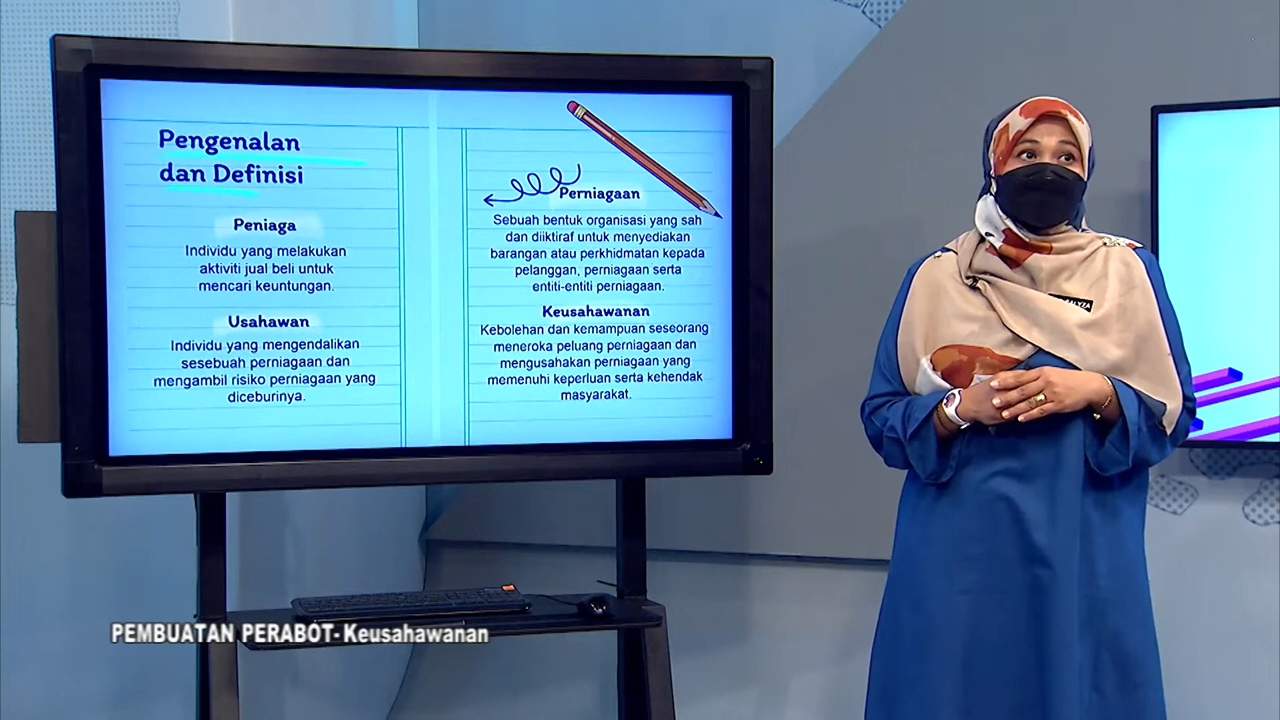 Pengenalan
dan Definisi
Peniaga
Individu yang melakukan
aktiviti jual beli untuk
mencari keuntungan.
Usahawan
Individu yang mengendalikan
sesebuah perniagaan dan
mengambil risiko perniagaan yang
diceburinya.
Perniagaan
Sebuah bentuk organisasi yang sah
dan diiktiraf untuk menyediakan
barangan atau perkhidmatan kepada
pelanggan, perniagaan serta
entiti-entiti perniagaan.
Keusahawanan
Kebolehan dan kemampuan seseorang
meneroka peluang perniagaan dan
mengusahakan perniagaan yang
memenuhi keperluan serta kehendak
masyarakat.
PEMBUATAN PERABOT- Keusahawanan